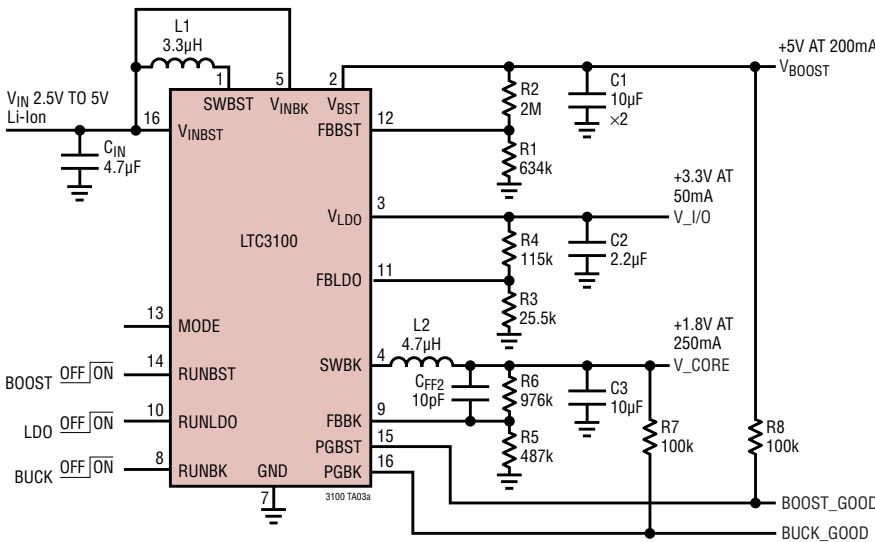 L1
3.3µH
1
5
2
SWBST
VINBK
VBST
VIN 2.5V TO 5V
Li-Ion
16
VINBST
CIN
4.7µF
LTC3100
12
FBBST
R2
2M
R1
634k
C1
10µF
×2
+5V AT 200mA
VBOOST
3
VLDO
R4
115k
C2
2.2µF
+3.3V AT
50mA
V_I/O
11
FBLDO
R3
25.5k
13
MODE
14
RUNBST
BOOST OFF ON
10
RUNLDO
LDO OFF ON
8
RUNBK
BUCK OFF ON
GND
7
4
SWBK
L2
4.7µH
CFF2
10pF
R6
976k
C3
10µF
+1.8V AT
250mA
V_CORE
9
FBBK
R5
487k
15
PGBST
16
PGBK
R7
100k
R8
100k
3100 TA03a
BOOST_GOOD
BUCK_GOOD